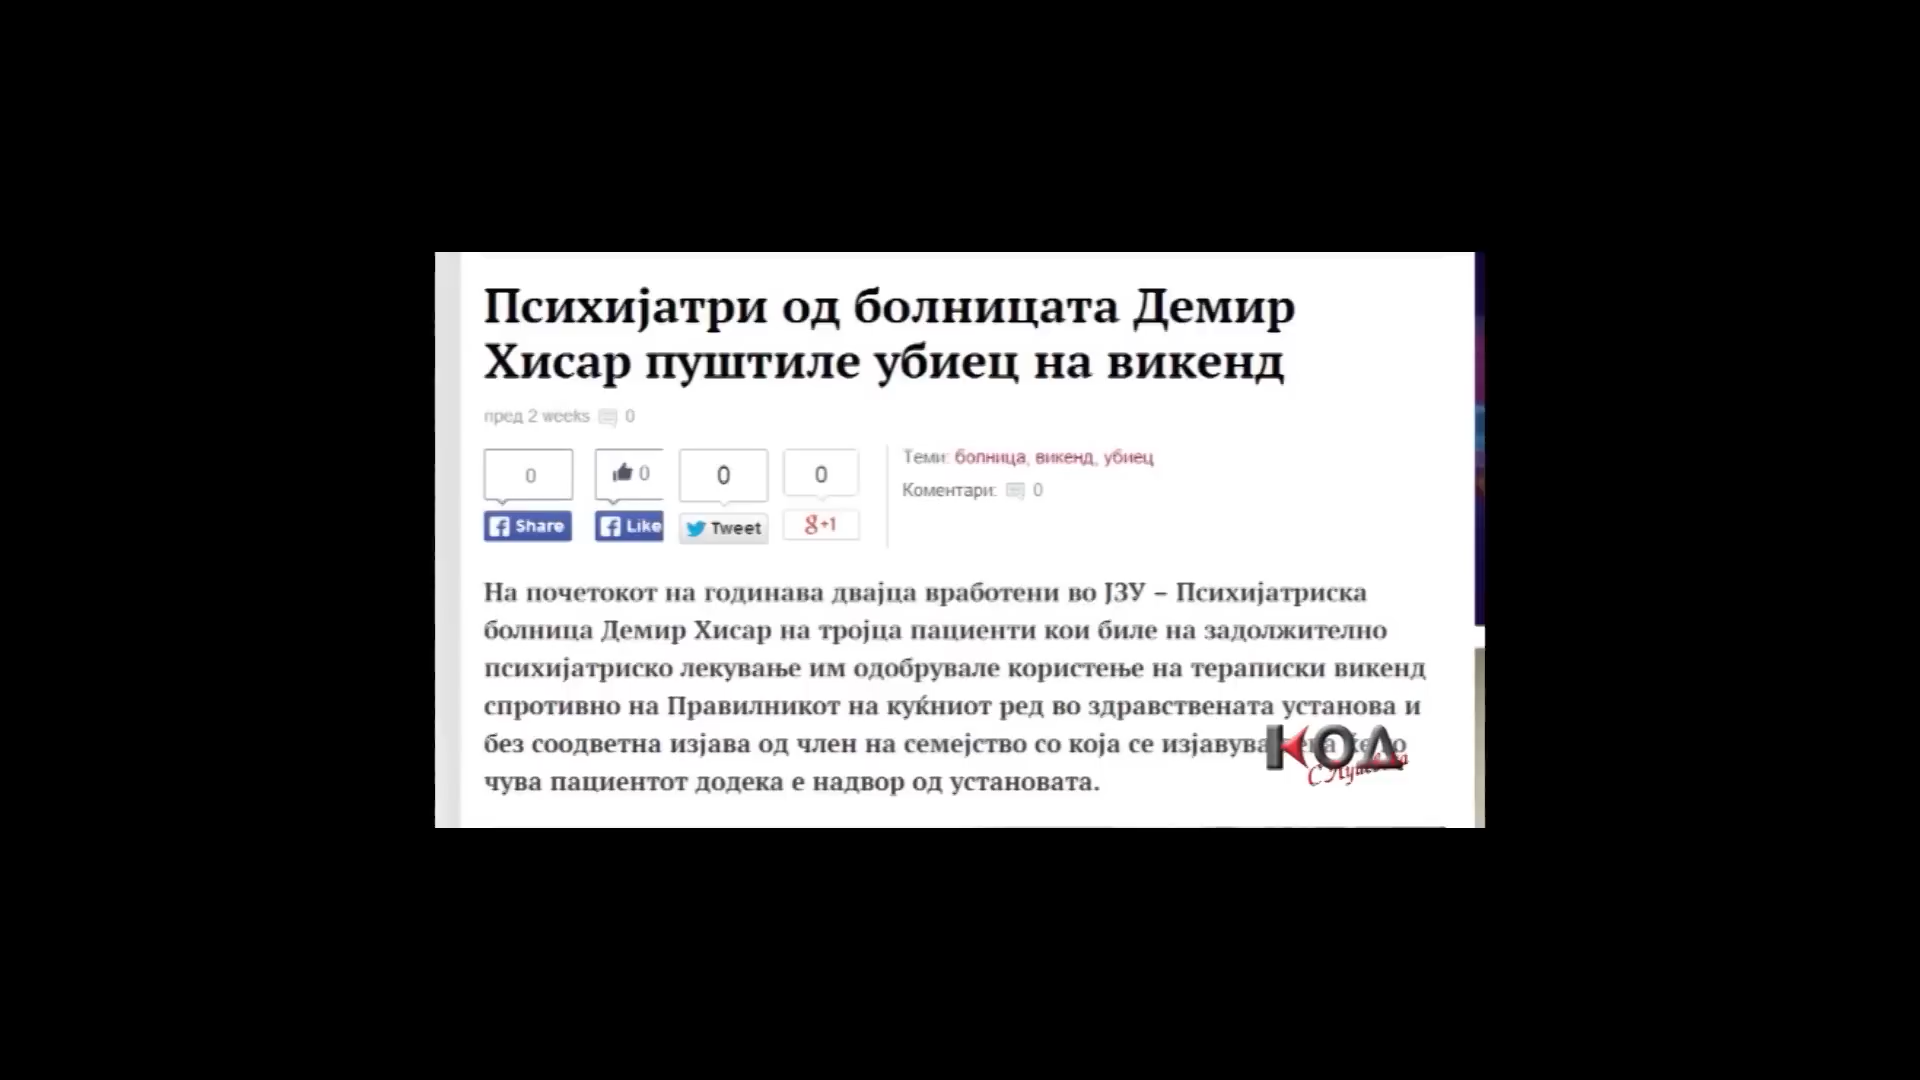 Психијатри од болницата Демир
Хисар пуштиле убиец на викенд
пред 2 weeks 0
0 0 0 0
Share Like Tweet 8+1
Теми: болница, викенд, убиец
Коментари: 0
На почетокот на годинава двајца вработени во ЈЗУ – Психијатриска
болница Демир Хисар на тројца пациенти кои биле на задолжително
психијатриско лекување им одобрувале користење на тераписки викенд
спротивно на Правилникот на куќниот ред во здравствената установа и
без соодветна изјава од член на семејство со која се
чува пациентот додека е надвор од установата.
КОД